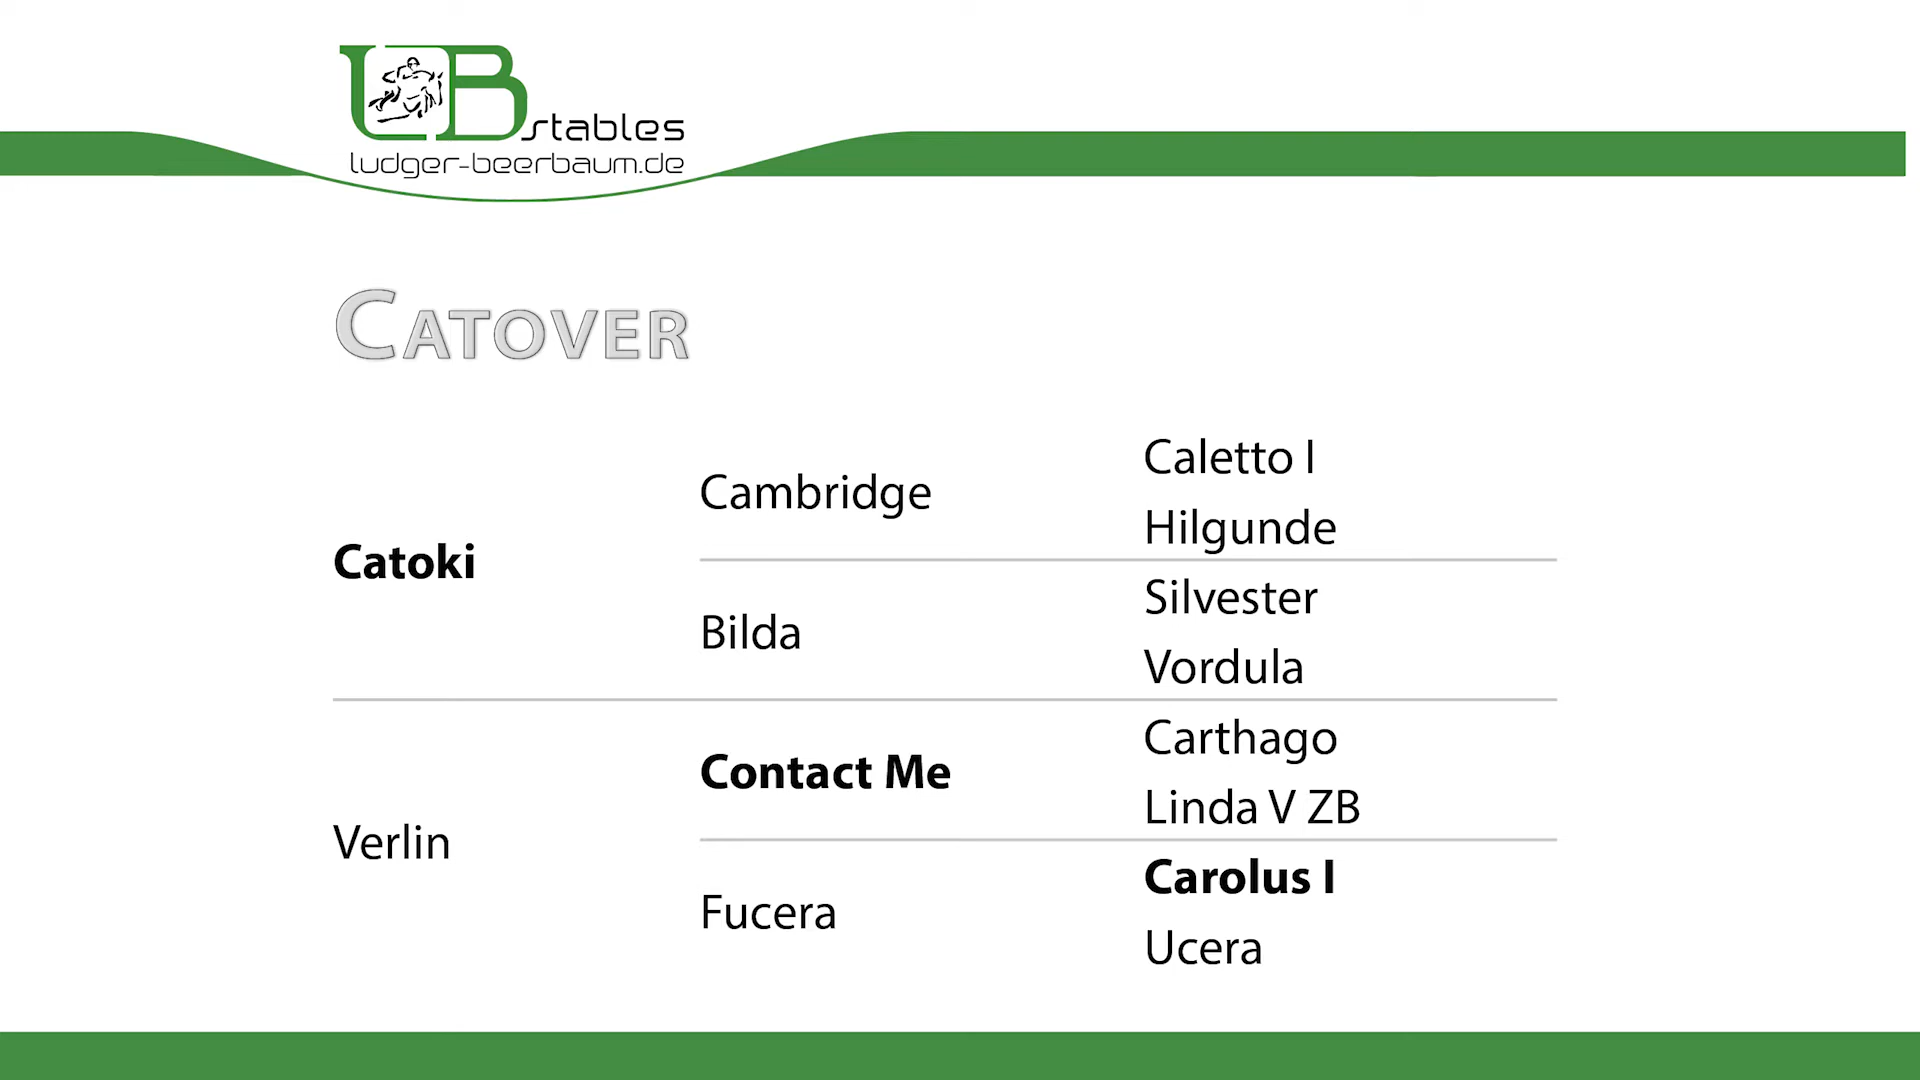 LB stables
ludger-beerbaum.de
CATOVER
Caletto I
Cambridge
Hilgunde
Catoki
Silvester
Bilda
Vordula
Carthago
Contact Me
Linda V ZB
Verlin
Carolus I
Fucera
Ucera